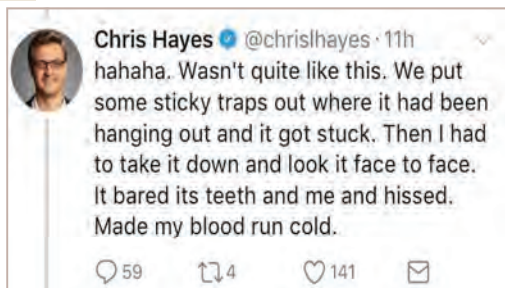 Chris Hayes @chrislhayes · 11h
hahaha. Wasn't quite like this. We put
some sticky traps out where it had been
hanging out and it got stuck. Then I had
to take it down and look it face to face.
It bared its teeth and me and hissed.
Made my blood run cold.
59 4 141